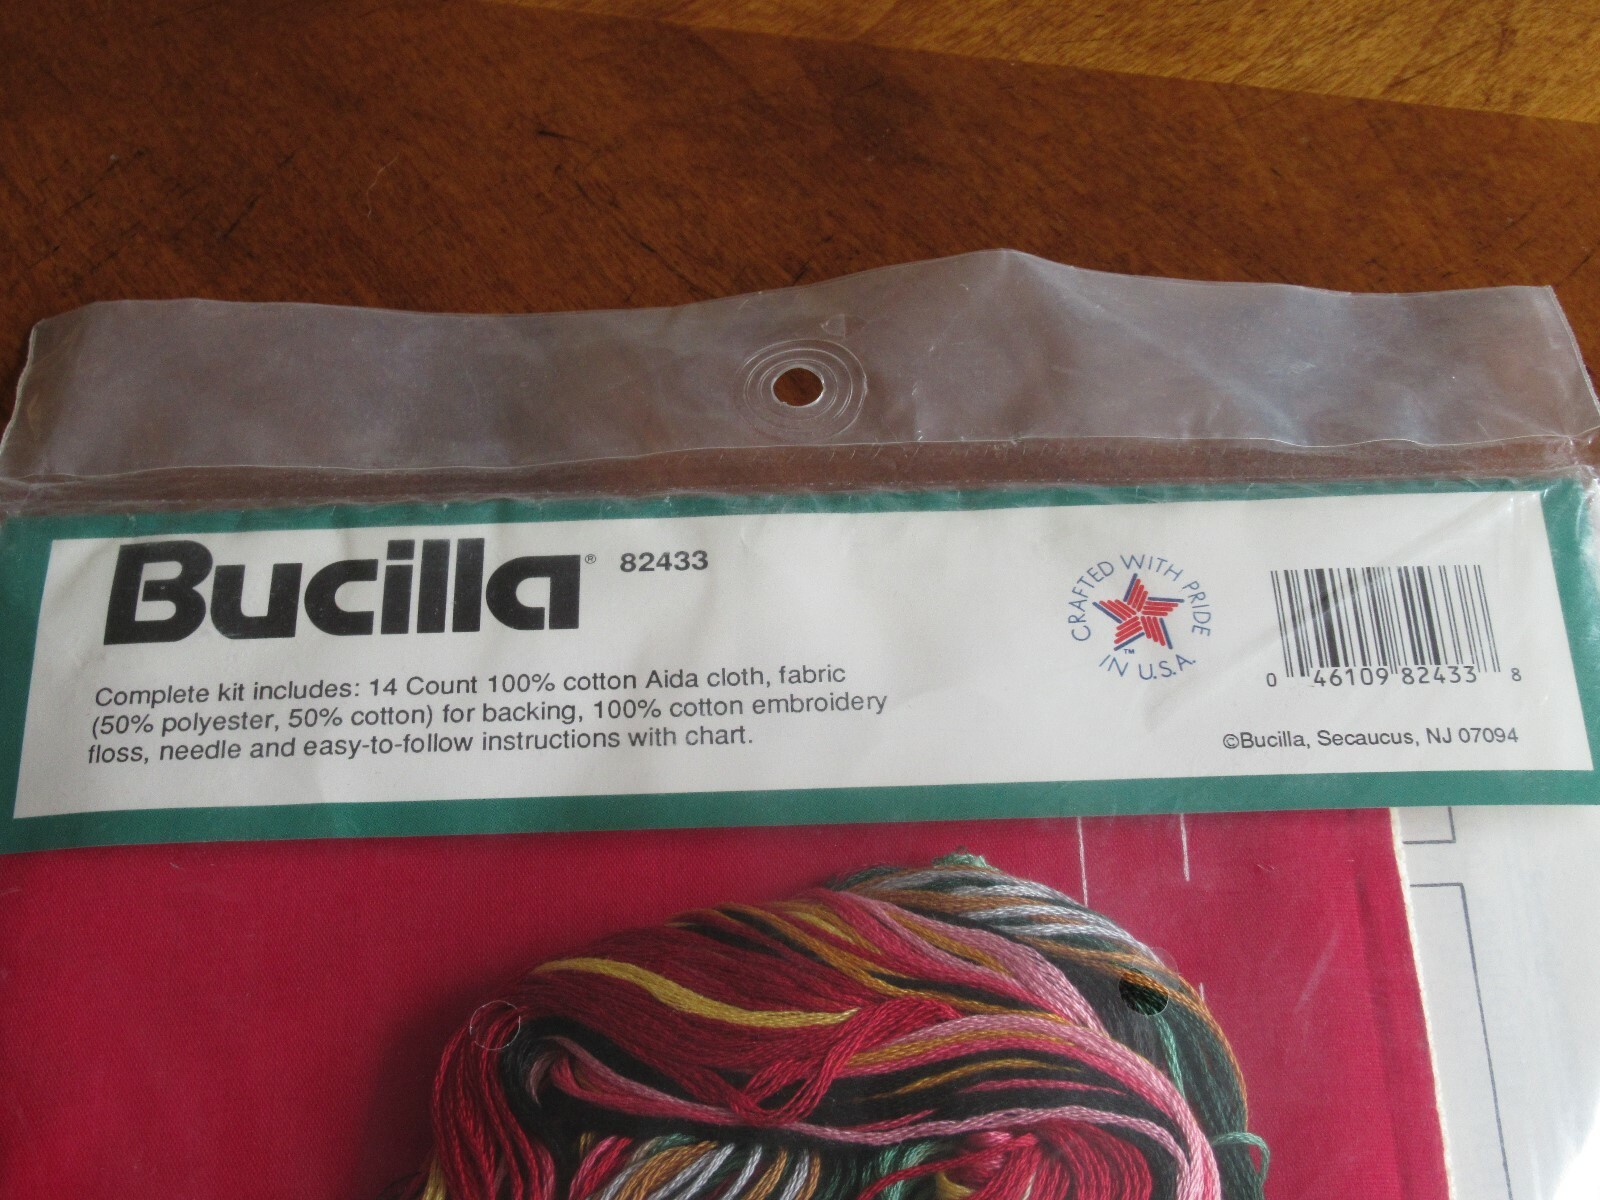 Bucilla® 82433
Complete kit includes: 14 Count 100% cotton Aida cloth, fabric
(50% polyester, 50% cotton) for backing, 100% cotton embroidery
floss, needle and easy-to-follow instructions with chart.
CRAFTED WITH PRIDE
IN U.S.A.
™
0 46109 82433 8
©Bucilla, Secaucus, NJ 07094